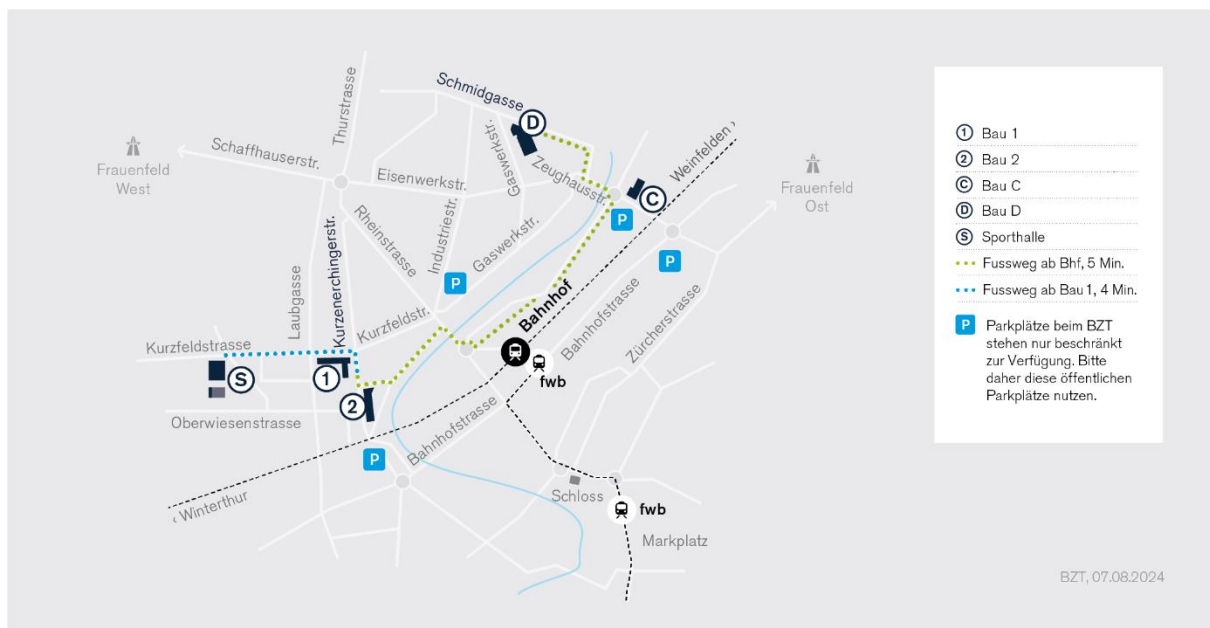 Schmidgasse
Thurstrasse
D
Weinfelden ›
Schaffhauserstr.
Gaswerkstr.
Zeughausstr.
Frauenfeld
West
Eisenwerkstr.
C
Frauenfeld
Ost
Rheinstrasse
Industriestr.
Gaswerkstr.
P
P
Laubgasse
Kurzenerchingerstr.
P
Bahnhof
Bahnhofstrasse
Zürcherstrasse
Kurzfeldstr.
Kurzfeldstrasse
fwb
S
1
2
Oberwiesenstrasse
Bahnhofstrasse
P
‹ Winterthur
Schloss
fwb
Markplatz
1 Bau 1
2 Bau 2
C Bau C
D Bau D
S Sporthalle
Fussweg ab Bhf, 5 Min.
Fussweg ab Bau 1, 4 Min.
P Parkplätze beim BZT
stehen nur beschränkt
zur Verfügung. Bitte
daher diese öffentlichen
Parkplätze nutzen.
BZT, 07.08.2024